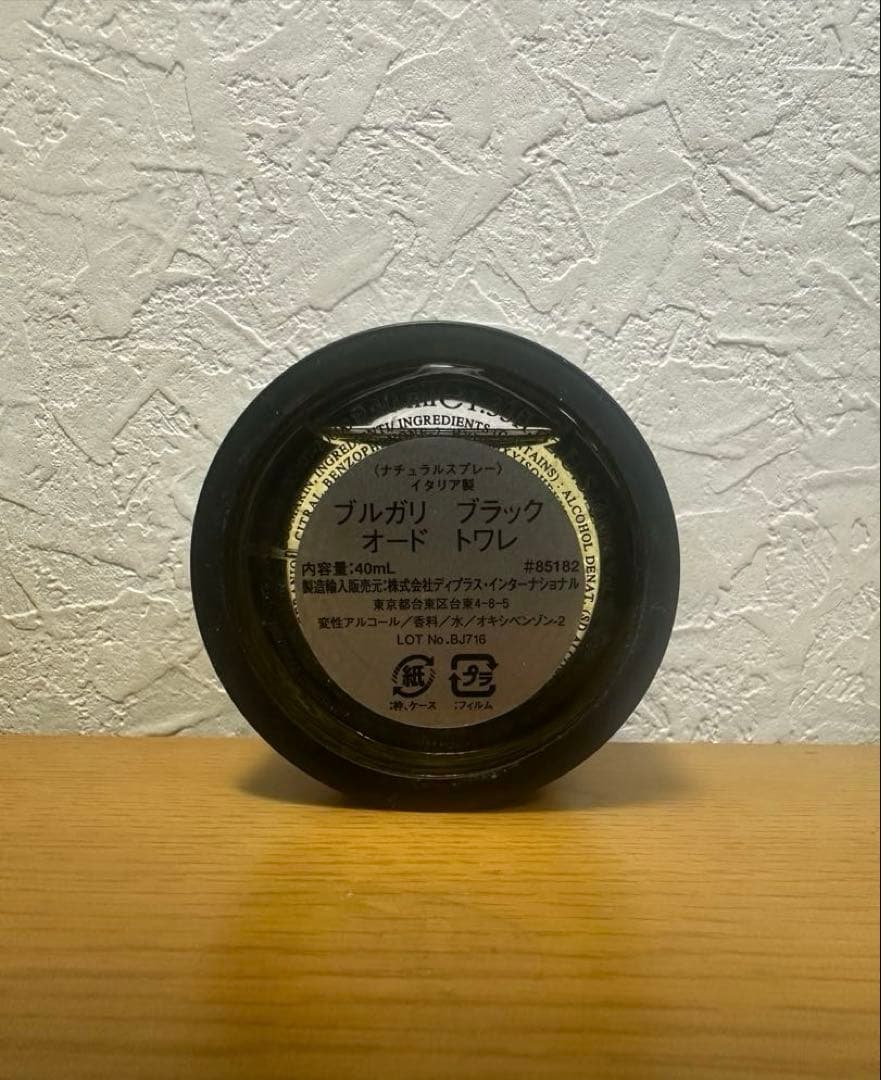 INGREDIENTS
CITRAL, BENZOPHENONE-2
ALCOHOL DENAT.
〈ナチュラルスプレー〉
イタリア製
ブルガリ ブラック
オード トワレ
内容量:40mL #85182
製造輸入販売元:株式会社ディプラス・インターナショナル
東京都台東区台東4-8-5
変性アルコール/香料/水/オキシベンゾン-2
LOT No.BJ716
紙 プラ
:枠、ケース :フィルム